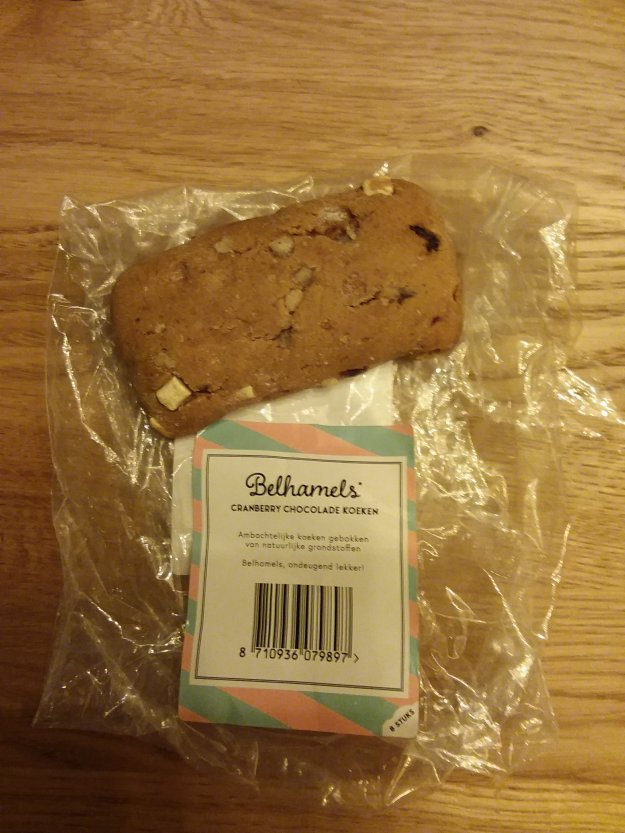 Belhamels
CRANBERRY CHOCOLADE KOEKEN
Ambachtelijke koeken gebakken
van natuurlijke grondstoffen
Belhamels, ondeugend lekker!
8 710936 079897 >
8 STUKS